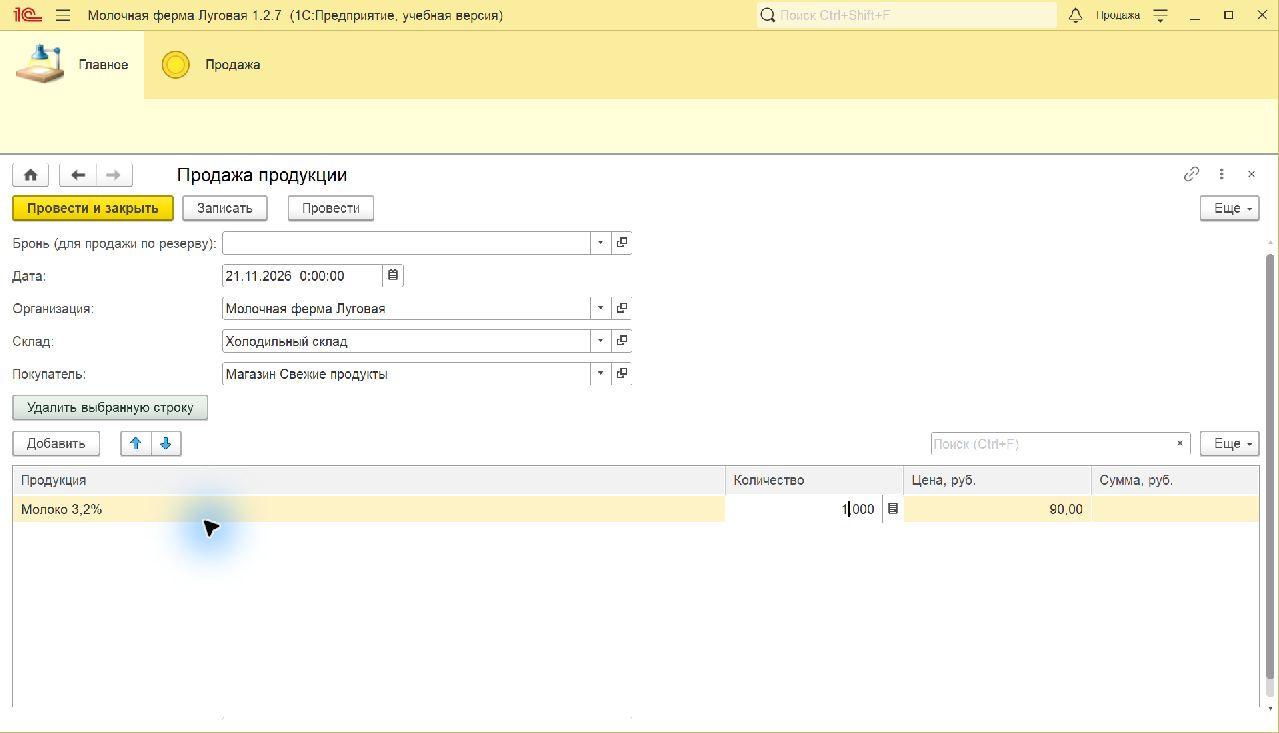 1С Молочная ферма Луговая 1.2.7 (1С:Предприятие, учебная версия) Поиск Ctrl+Shift+F Продажа
Главное Продажа
Продажа продукции
Провести и закрыть Записать Провести Еще
Бронь (для продажи по резерву):
Дата: 21.11.2026 0:00:00
Организация: Молочная ферма Луговая
Склад: Холодильный склад
Покупатель: Магазин Свежие продукты
Удалить выбранную строку
Добавить Поиск (Ctrl+F) Еще
Продукция Количество Цена, руб. Сумма, руб.
Молоко 3,2% 1,000 90,00